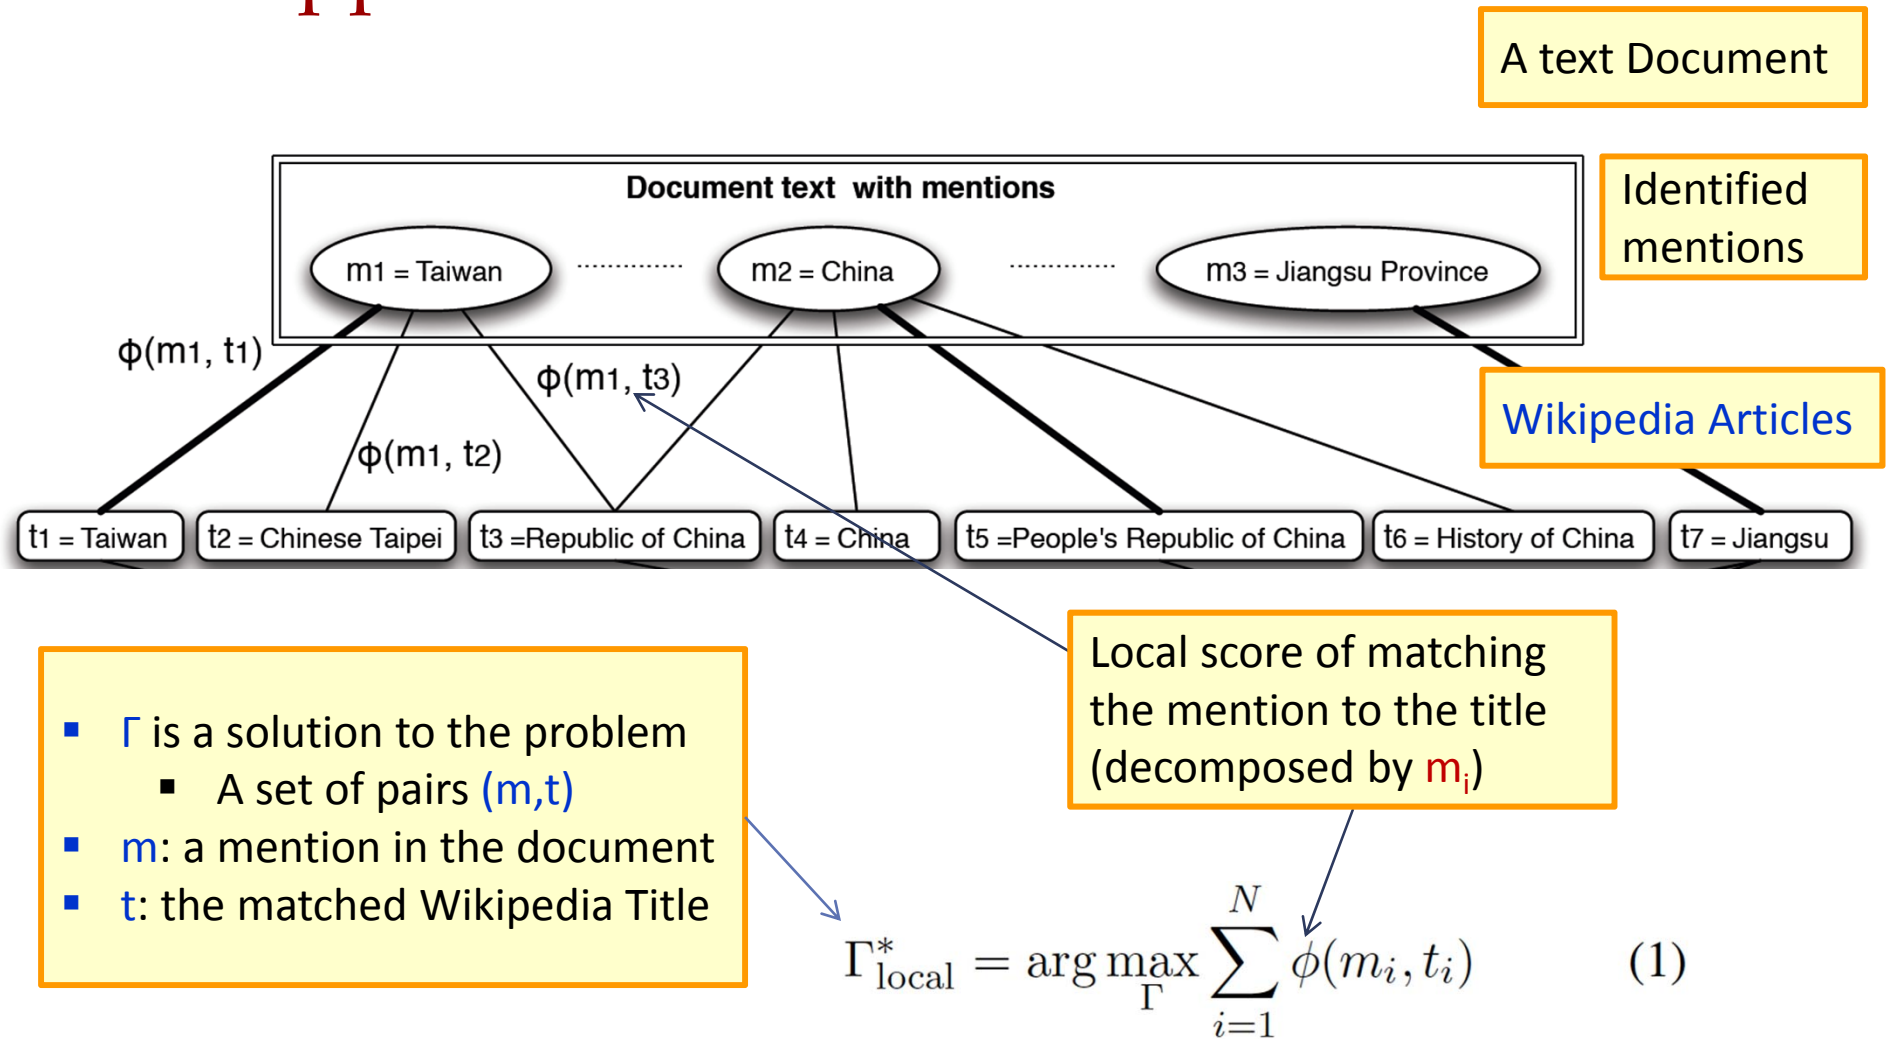 A text Document
Document text with mentions
Identified
mentions
m1 = Taiwan
m2 = China
m3 = Jiangsu Province
ϕ(m1, t1)
ϕ(m1, t3)
ϕ(m1, t2)
Wikipedia Articles
t1 = Taiwan
t2 = Chinese Taipei
t3 =Republic of China
t4 = China
t5 =People's Republic of China
t6 = History of China
t7 = Jiangsu
Local score of matching
the mention to the title
(decomposed by mᵢ)
▪ Γ is a solution to the problem
▪ A set of pairs (m,t)
▪ m: a mention in the document
▪ t: the matched Wikipedia Title
Γ*local = arg max Γ ∑ i=1 N ϕ(mᵢ, tᵢ) (1)